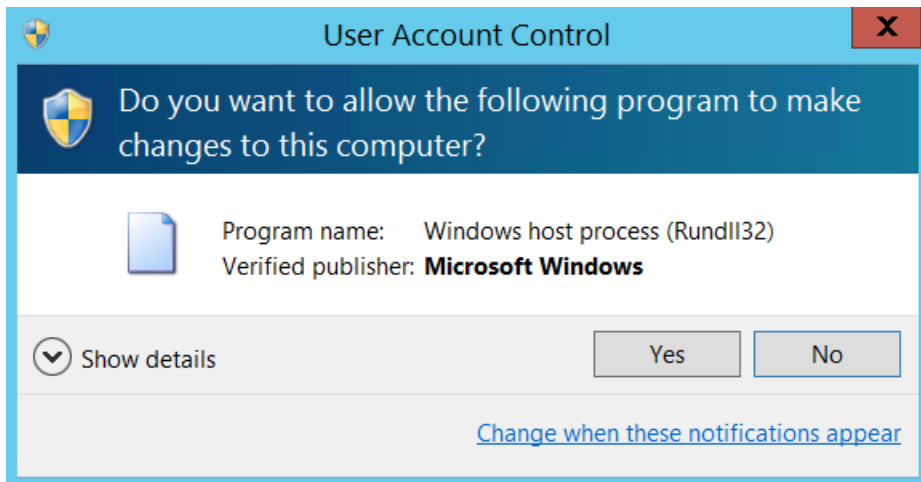 User Account Control
X
Do you want to allow the following program to make
changes to this computer?
Program name: Windows host process (Rundll32)
Verified publisher: Microsoft Windows
Show details
Yes
No
Change when these notifications appear